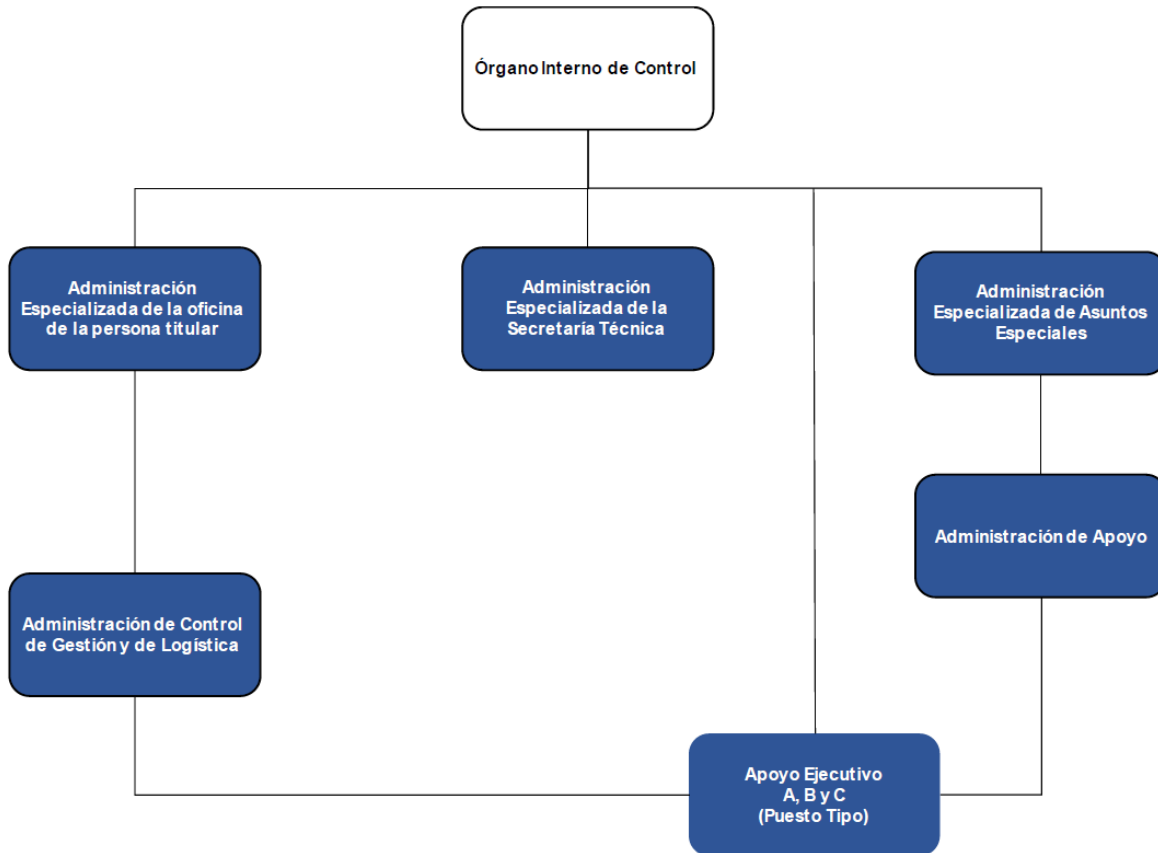 Órgano Interno de Control
Administración
Especializada de la oficina
de la persona titular
Administración
Especializada de la
Secretaría Técnica
Administración
Especializada de Asuntos
Especiales
Administración de Apoyo
Administración de Control
de Gestión y de Logística
Apoyo Ejecutivo
A, B y C
(Puesto Tipo)